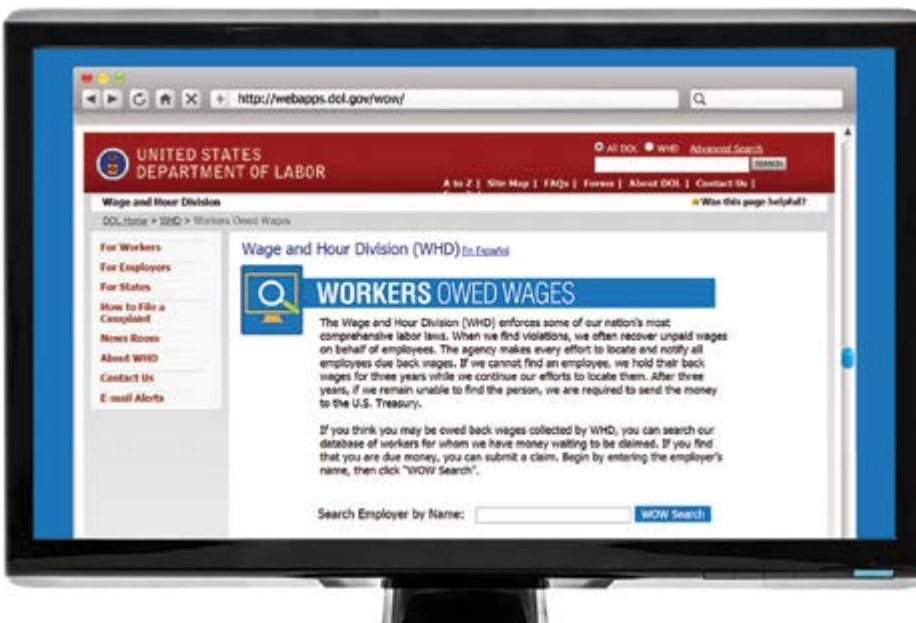 http://webapps.dol.gov/wow/
UNITED STATES
DEPARTMENT OF LABOR
All DOL WHD Advanced Search
SEARCH
A to Z | Site Map | FAQs | Forms | About DOL | Contact Us |
Wage and Hour Division
Was this page helpful?
DOL Home > WHD > Workers Owed Wages
For Workers
For Employers
For States
How to File a
Complaint
News Room
About WHD
Contact Us
E-mail Alerts
Wage and Hour Division (WHD) En Español
WORKERS OWED WAGES
The Wage and Hour Division (WHD) enforces some of our nation's most
comprehensive labor laws. When we find violations, we often recover unpaid wages
on behalf of employees. The agency makes every effort to locate and notify all
employees due back wages. If we cannot find an employee, we hold their back
wages for three years while we continue our efforts to locate them. After three
years, if we remain unable to find the person, we are required to send the money
to the U.S. Treasury.
If you think you may be owed back wages collected by WHD, you can search our
database of workers for whom we have money waiting to be claimed. If you find
that you are due money, you can submit a claim. Begin by entering the employer's
name, then click "WOW Search".
Search Employer by Name:
WOW Search